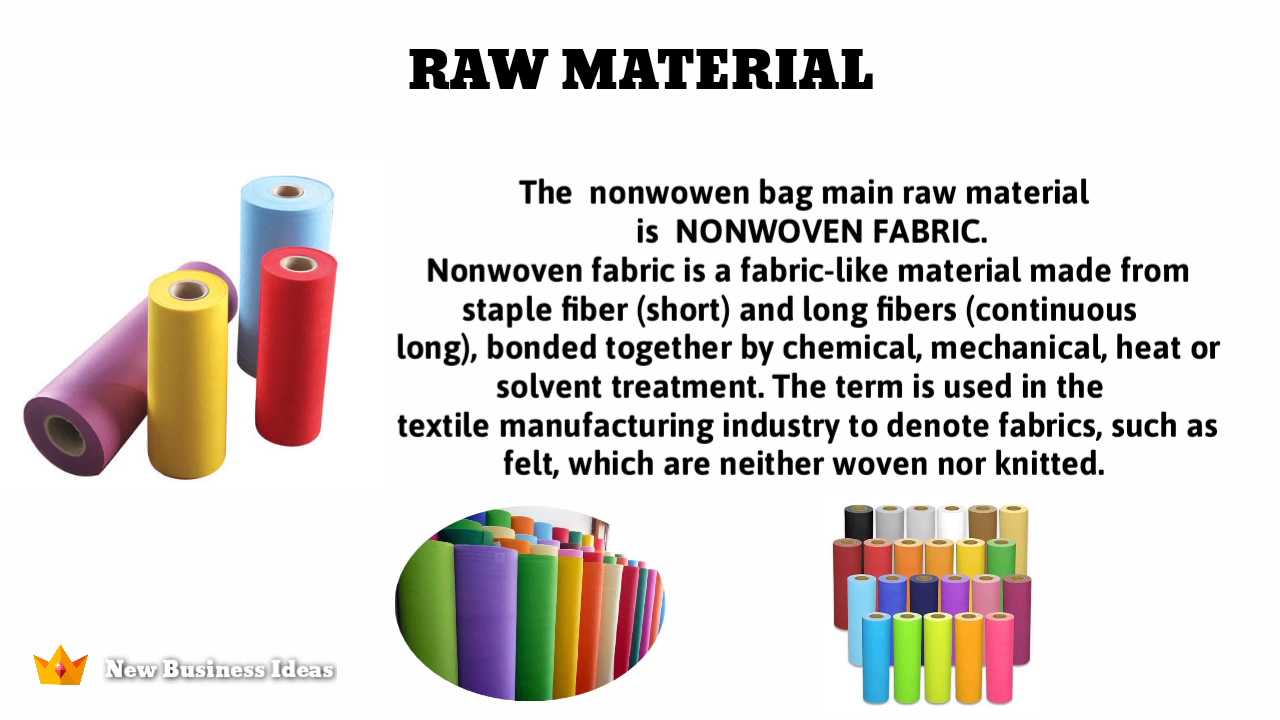 RAW MATERIAL
The nonwowen bag main raw material
is NONWOVEN FABRIC.
Nonwoven fabric is a fabric-like material made from
staple fiber (short) and long fibers (continuous
long), bonded together by chemical, mechanical, heat or
solvent treatment. The term is used in the
textile manufacturing industry to denote fabrics, such as
felt, which are neither woven nor knitted.
New Business Ideas